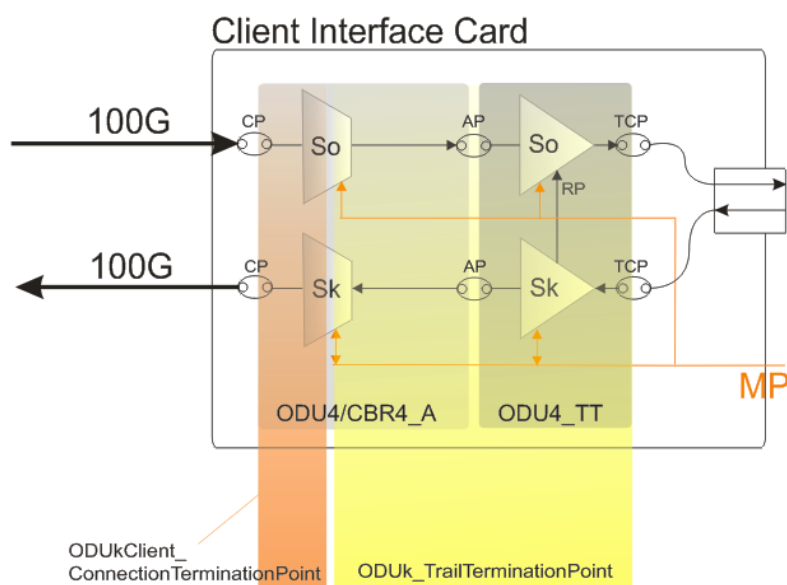 Client Interface Card
100G
CP
So
AP
So
TCP
RP
100G
CP
Sk
AP
Sk
TCP
MP
ODU4/CBR4_A
ODU4_TT
ODUkClient_
ConnectionTerminationPoint
ODUk_TrailTerminationPoint